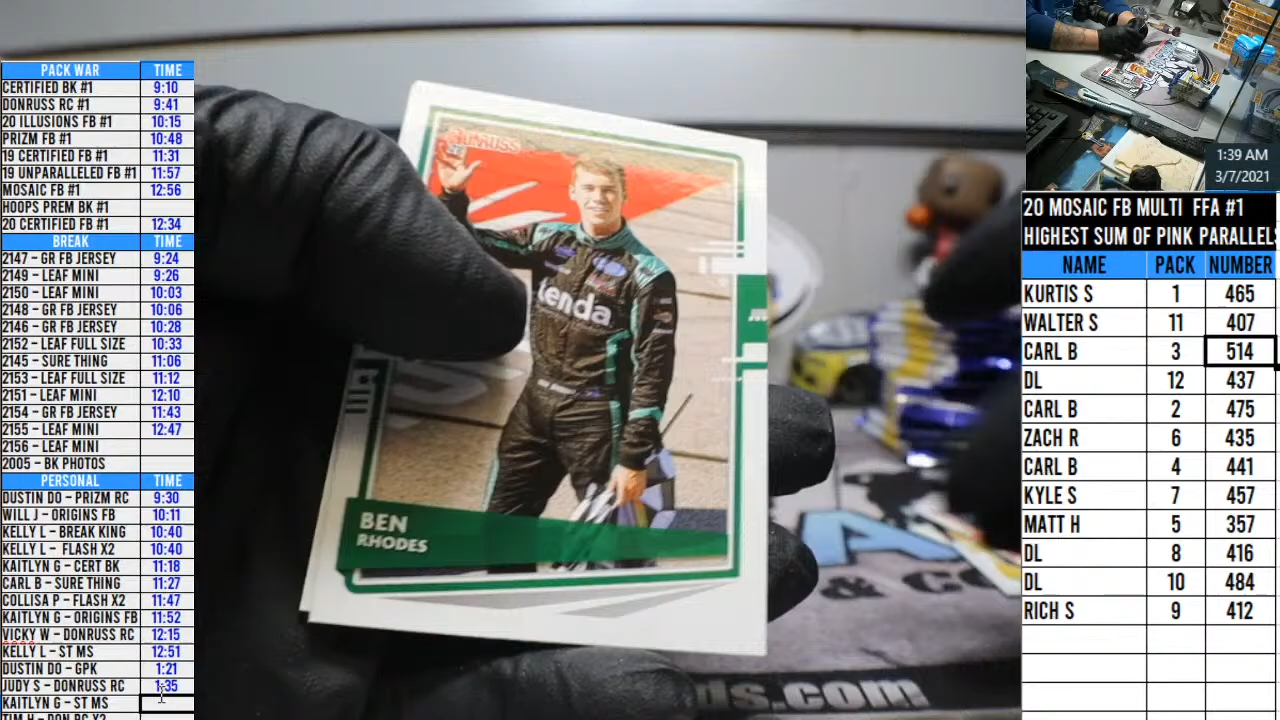 PACK WAR TIME
CERTIFIED BK #1 9:10
DONRUSS RC #1 9:41
20 ILLUSIONS FB #1 10:15
PRIZM FB #1 10:48
19 CERTIFIED FB #1 11:31
19 UNPARALLELED FB #1 11:57
MOSAIC FB #1 12:56
HOOPS PREM BK #1
20 CERTIFIED FB #1 12:34
BREAK TIME
2147 - GR FB JERSEY 9:24
2149 - LEAF MINI 9:26
2150 - LEAF MINI 10:03
2148 - GR FB JERSEY 10:06
2146 - GR FB JERSEY 10:28
2152 - LEAF FULL SIZE 10:33
2145 - SURE THING 11:06
2153 - LEAF FULL SIZE 11:12
2151 - LEAF MINI 12:10
2154 - GR FB JERSEY 11:43
2155 - LEAF MINI 12:47
2156 - LEAF MINI
2005 - BK PHOTOS
PERSONAL TIME
DUSTIN DO - PRIZM RC 9:30
WILL J - ORIGINS FB 10:11
KELLY L - BREAK KING 10:40
KELLY L - FLASH X2 10:40
KAITLYN G - CERT BK 11:18
CARL B - SURE THING 11:27
COLLISA P - FLASH X2 11:47
KAITLYN G - ORIGINS FB 11:52
VICKY W - DONRUSS RC 12:15
KELLY L - ST MS 12:51
DUSTIN DO - GPK 1:21
JUDY S - DONRUSS RC 1:35
KAITLYN G - ST MS
TIM H - DON RC X2
DONRUSS
enda
BEN
RHODES
& CO
ds.com
1:39 AM
3/7/2021
20 MOSAIC FB MULTI FFA #1
HIGHEST SUM OF PINK PARALLELS
NAME PACK NUMBER
KURTIS S 1 465
WALTER S 11 407
CARL B 3 514
DL 12 437
CARL B 2 475
ZACH R 6 435
CARL B 4 441
KYLE S 7 457
MATT H 5 357
DL 8 416
DL 10 484
RICH S 9 412